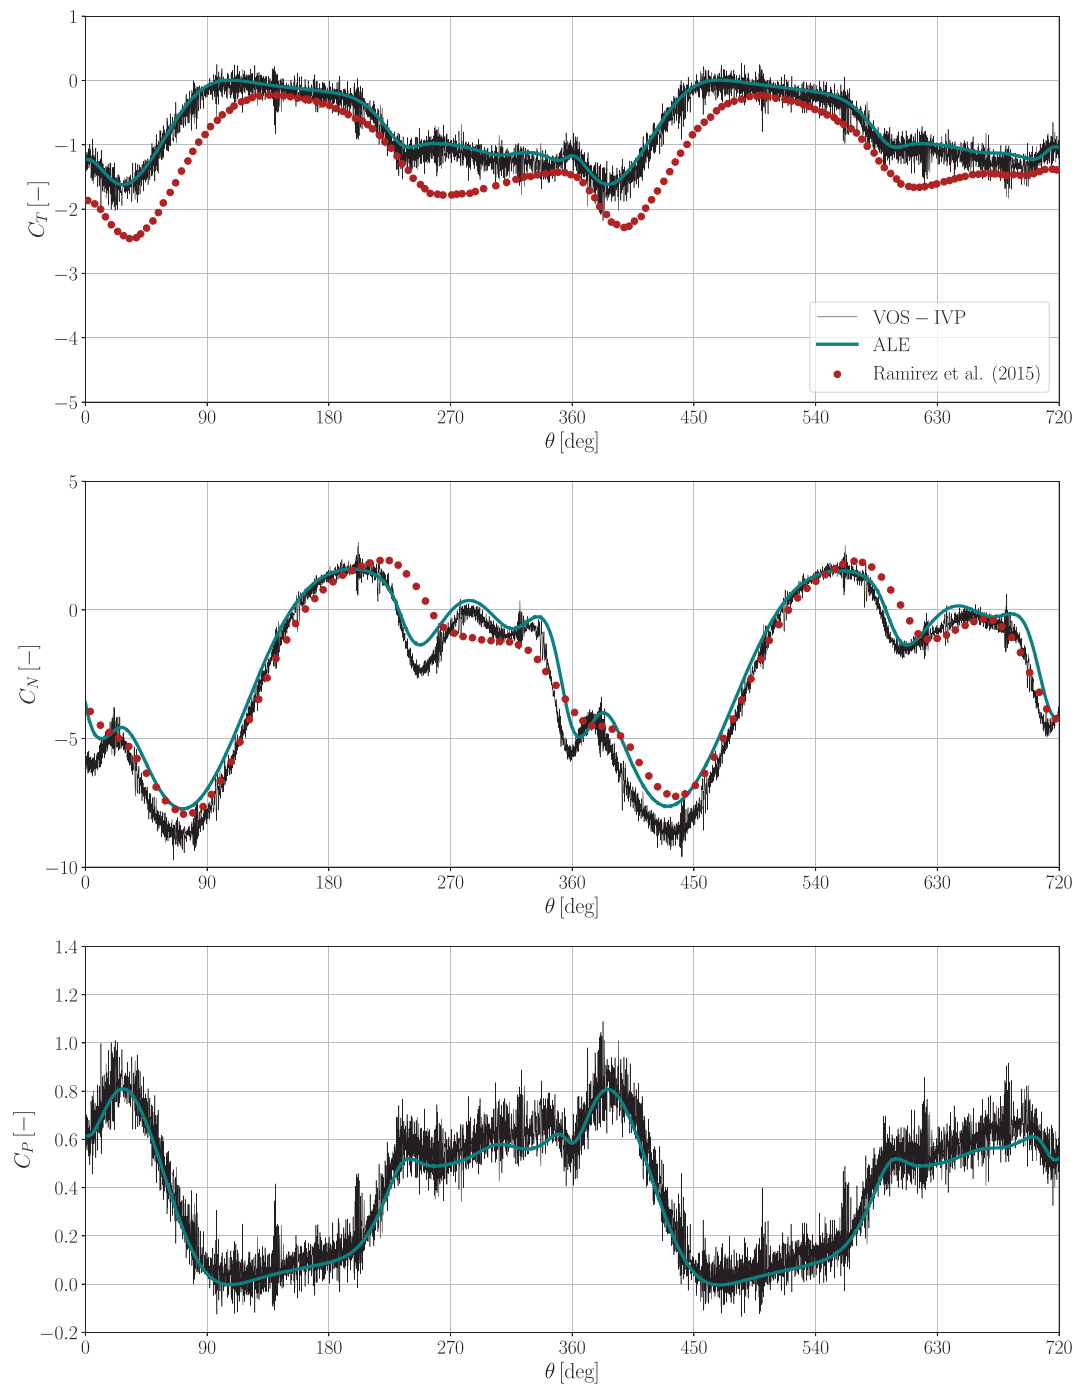 1
0
−1
−2
−3
−4
−5
C_T [−]
VOS − IVP
ALE
Ramirez et al. (2015)
0 90 180 270 360 450 540 630 720
θ [deg]
5
0
−5
−10
C_N [−]
0 90 180 270 360 450 540 630 720
θ [deg]
1.4
1.2
1.0
0.8
0.6
0.4
0.2
0.0
−0.2
C_P [−]
0 90 180 270 360 450 540 630 720
θ [deg]